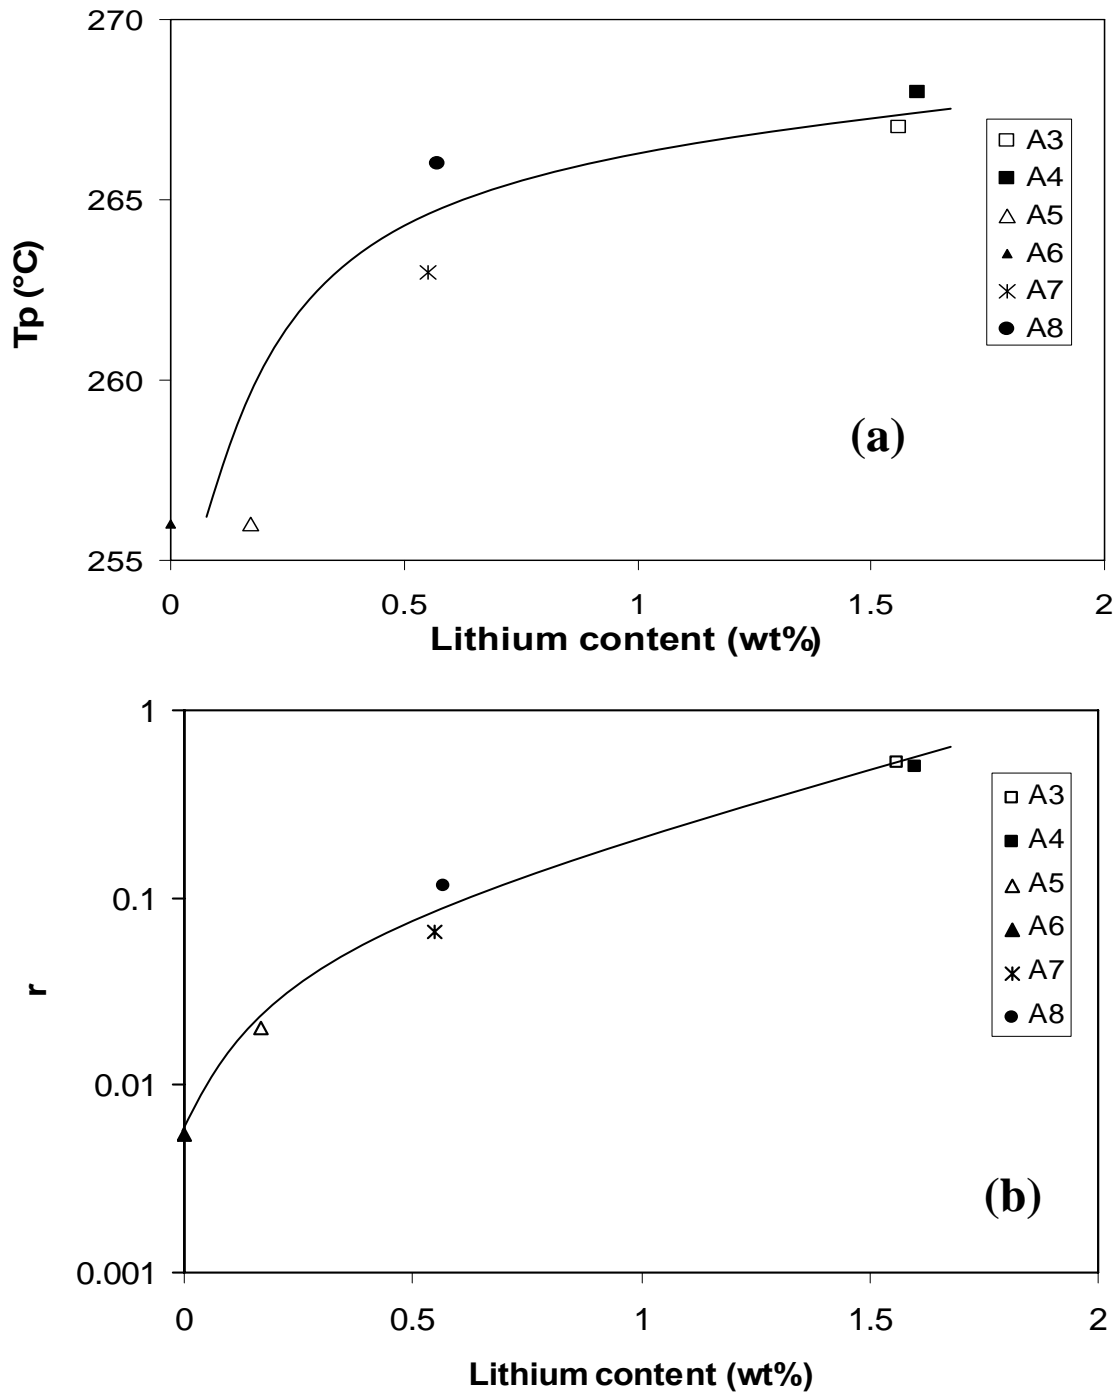 270
265
260
255
Tp (°C)
0 0.5 1 1.5 2
Lithium content (wt%)
A3
A4
A5
A6
A7
A8
(a)
1
0.1
0.01
0.001
r
0 0.5 1 1.5 2
Lithium content (wt%)
A3
A4
A5
A6
A7
A8
(b)